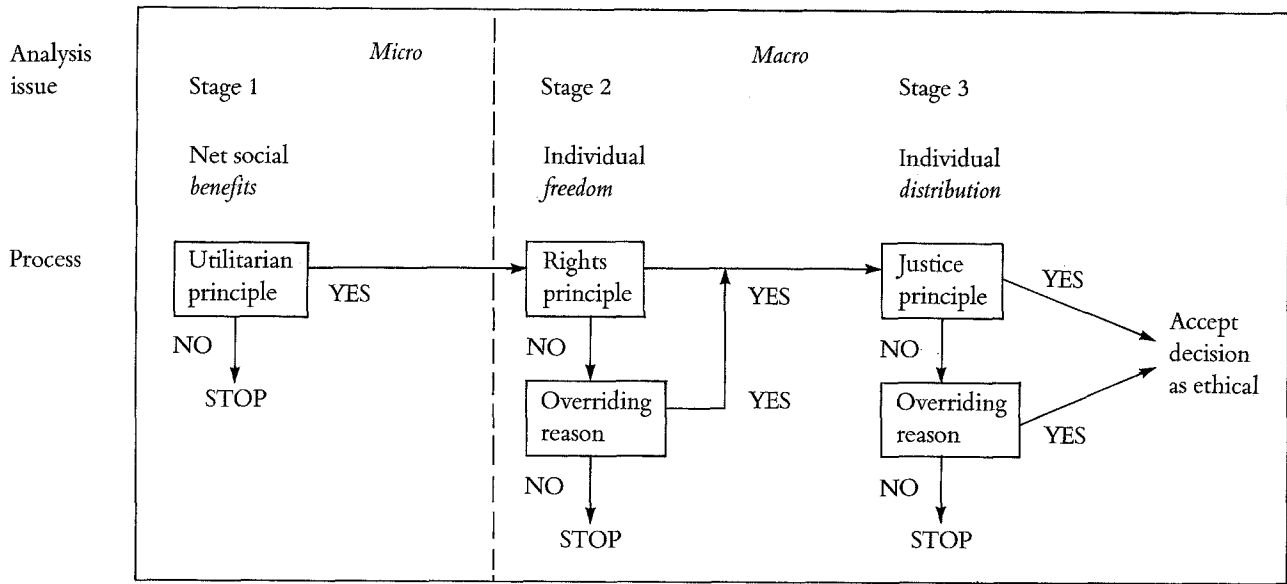 Analysis
issue
Micro
Macro
Stage 1
Stage 2
Stage 3
Net social
benefits
Individual
freedom
Individual
distribution
Process
Utilitarian
principle
YES
Rights
principle
YES
Justice
principle
YES
NO
STOP
NO
NO
Accept
decision
as ethical
Overriding
reason
YES
Overriding
reason
YES
NO
STOP
NO
STOP